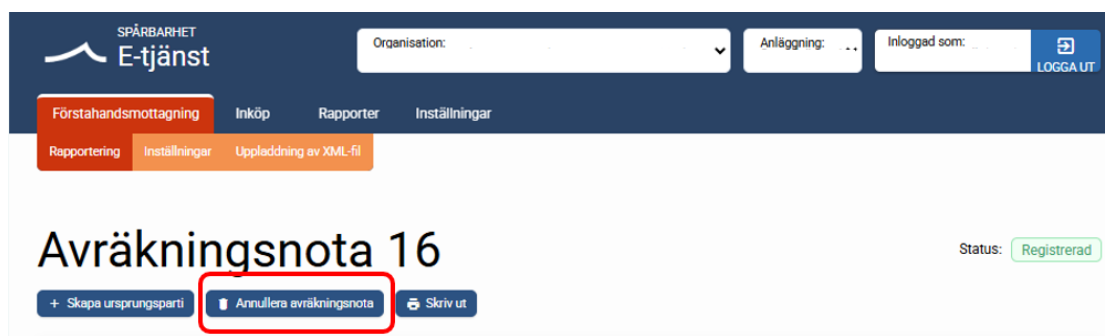 SPÅRBARHET
E-tjänst
Organisation:
Anläggning:
Inloggad som:
LOGGA UT
Förstahandsmottagning Inköp Rapporter Inställningar
Rapportering Inställningar Uppladdning av XML-fil
Avräkningsnota 16
Status: Registrerad
+ Skapa ursprungsparti Annullera avräkningsnota Skriv ut